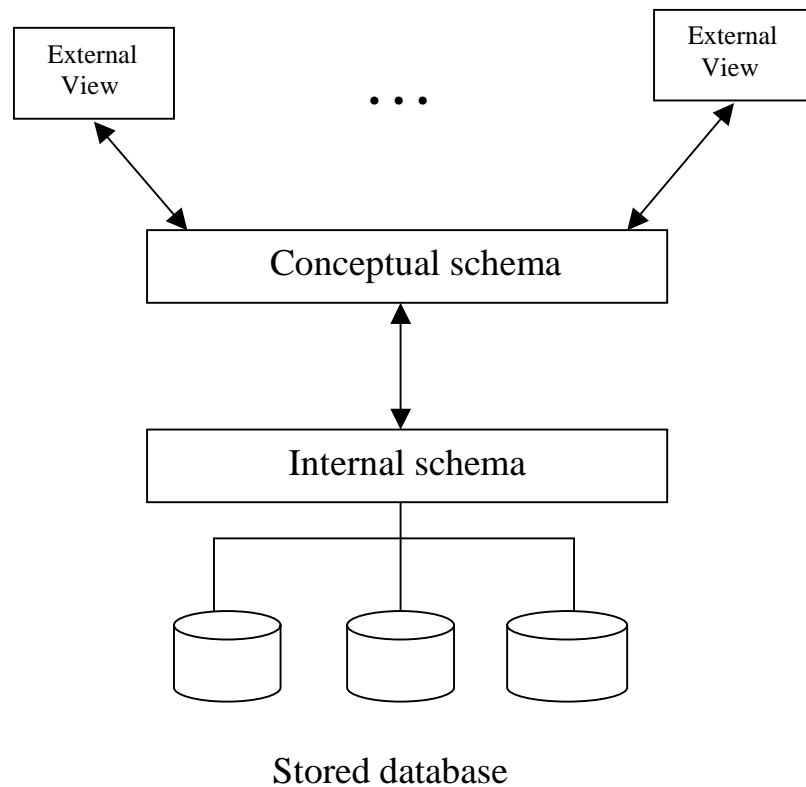 External
View
External
View
...
Conceptual schema
Internal schema
Stored database